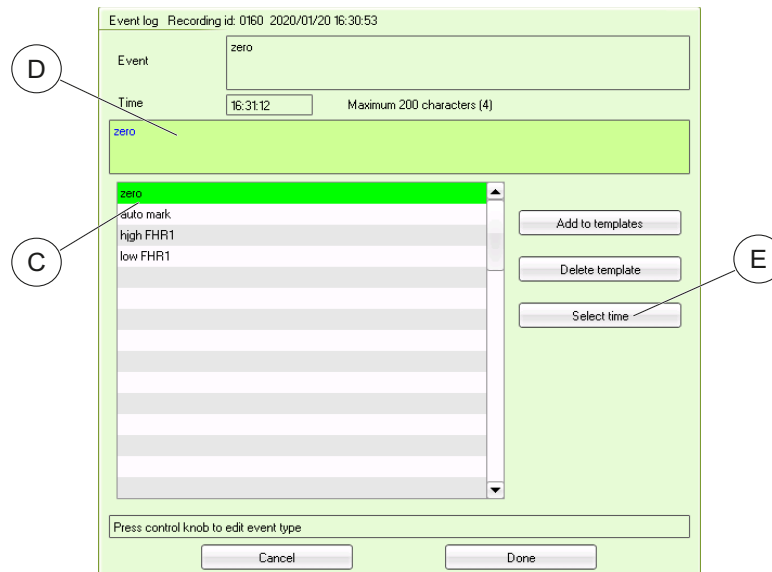 Event log Recording id: 0160 2020/01/20 16:30:53
zero
Event
D
Time 16:31:12 Maximum 200 characters (4)
zero
zero
auto mark
Add to templates
high FHR1
low FHR1
C
Delete template
E
Select time
Press control knob to edit event type
Cancel Done